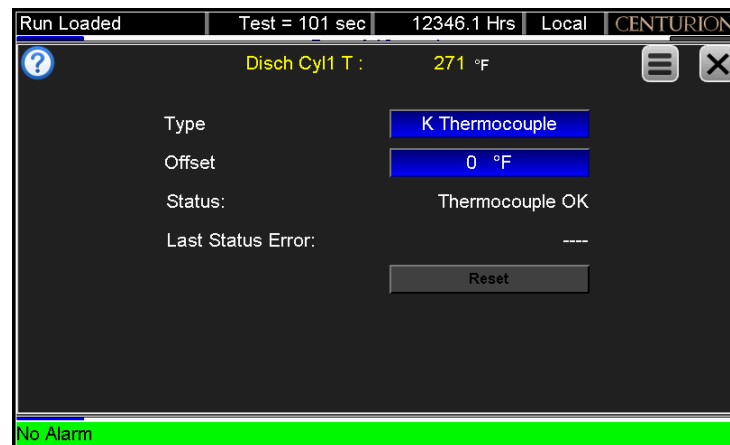 Run Loaded Test = 101 sec 12346.1 Hrs Local CENTURION
? Disch Cyl1 T : 271 °F
Type K Thermocouple
Offset 0 °F
Status: Thermocouple OK
Last Status Error: ----
Reset
No Alarm